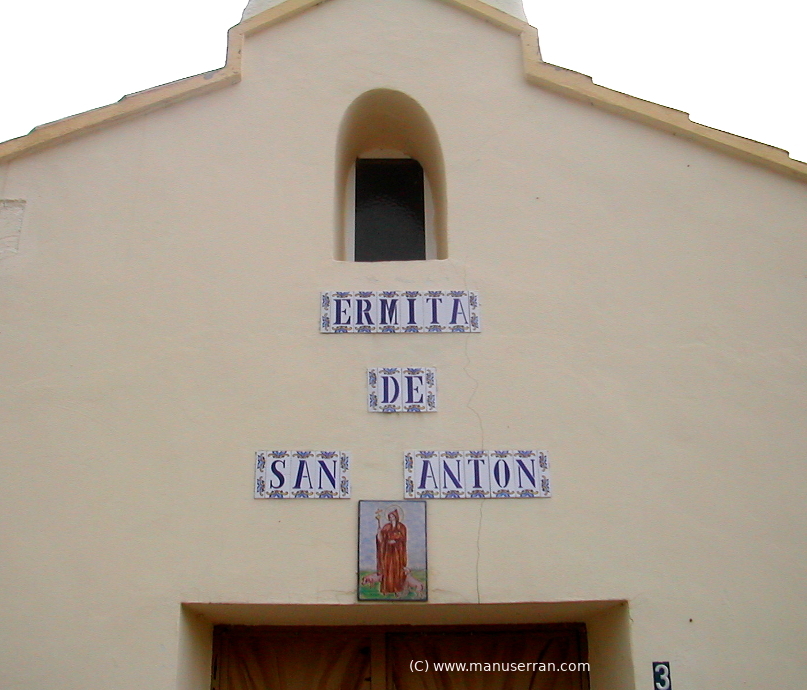 ERMITA
DE
SAN ANTON
(C) www.manuserran.com
3